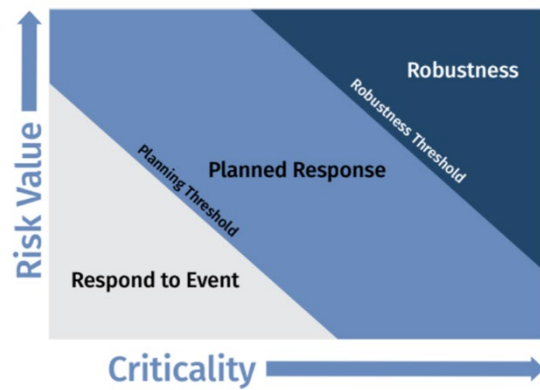 Robustness
Robustness Threshold
Planned Response
Planning Threshold
Respond to Event
Risk Value
Criticality